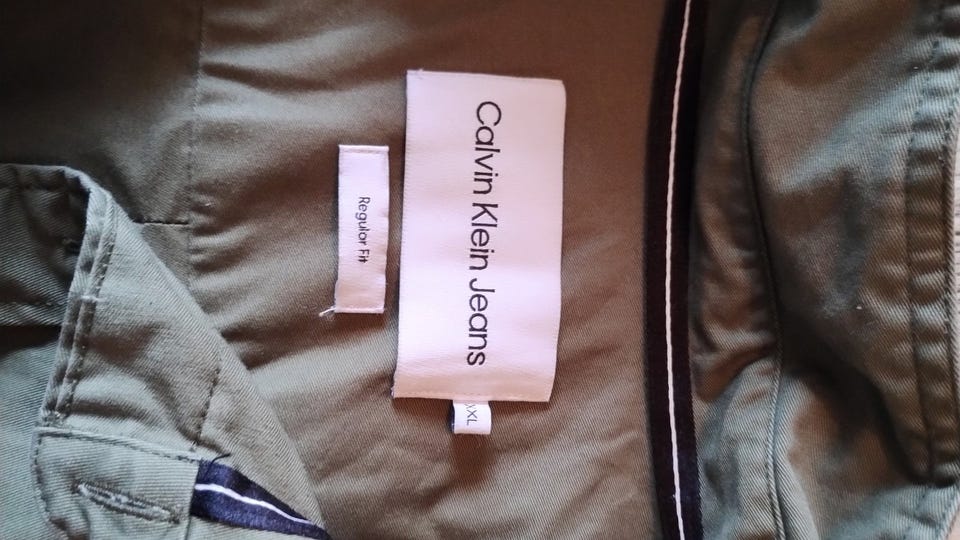 Calvin Klein Jeans
Regular Fit
XXL